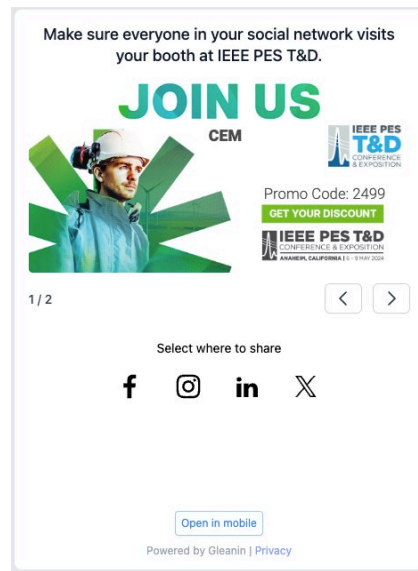 Make sure everyone in your social network visits
your booth at IEEE PES T&D.
JOIN US
CEM
IEEE PES
T&D
CONFERENCE
& EXPOSITION
Promo Code: 2499
GET YOUR DISCOUNT
IEEE PES T&D
CONFERENCE & EXPOSITION
ANAHEIM, CALIFORNIA | 6 - 9 MAY 2024
1 / 2
Select where to share
Open in mobile
Powered by Gleanin | Privacy